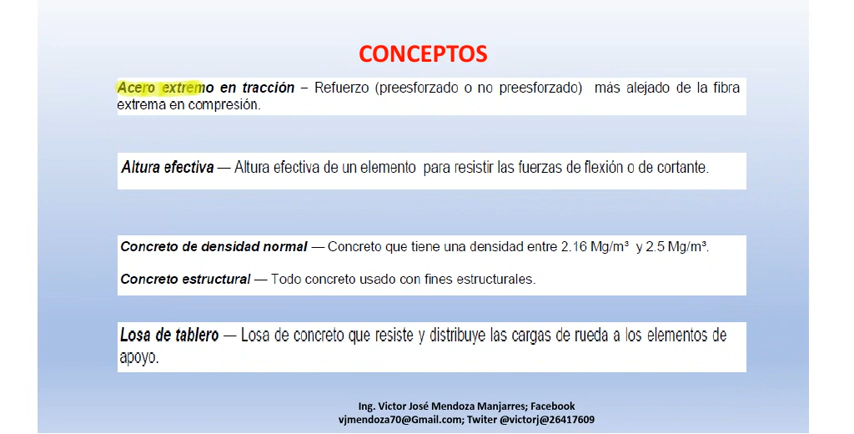 CONCEPTOS
Acero extremo en tracción – Refuerzo (preesforzado o no preesforzado) más alejado de la fibra
extrema en compresión.
Altura efectiva — Altura efectiva de un elemento para resistir las fuerzas de flexión o de cortante.
Concreto de densidad normal — Concreto que tiene una densidad entre 2.16 Mg/m³ y 2.5 Mg/m³.
Concreto estructural — Todo concreto usado con fines estructurales.
Losa de tablero — Losa de concreto que resiste y distribuye las cargas de rueda a los elementos de
apoyo.
Ing. Victor José Mendoza Manjarres; Facebook
vjmendoza70@Gmail.com; Twiter @victorj@26417609